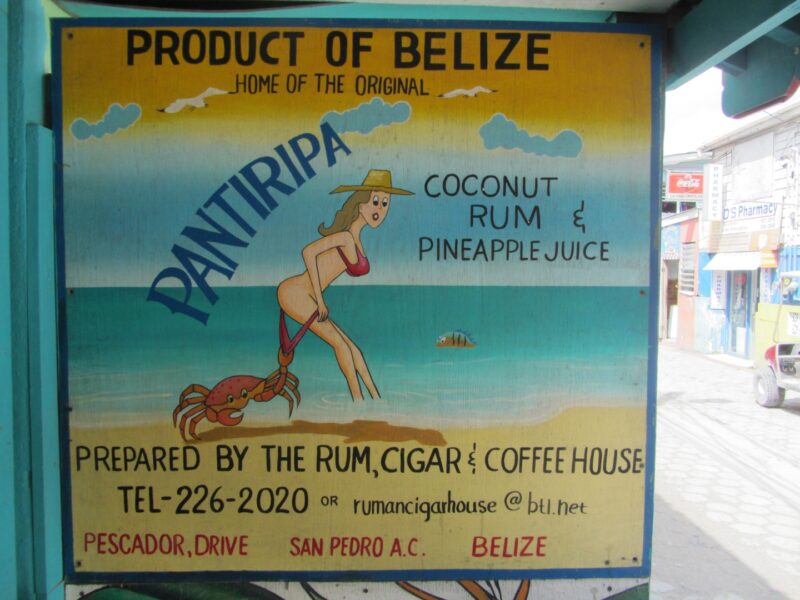 PRODUCT OF BELIZE
HOME OF THE ORIGINAL
PANTIRIPA
COCONUT
RUM &
PINEAPPLE JUICE
PREPARED BY THE RUM, CIGAR & COFFEE HOUSE
TEL-226-2020 OR rumancigarhouse@btl.net
PESCADOR, DRIVE SAN PEDRO A.C. BELIZE
Coca-Cola
PHARMACY
D'S Pharmacy